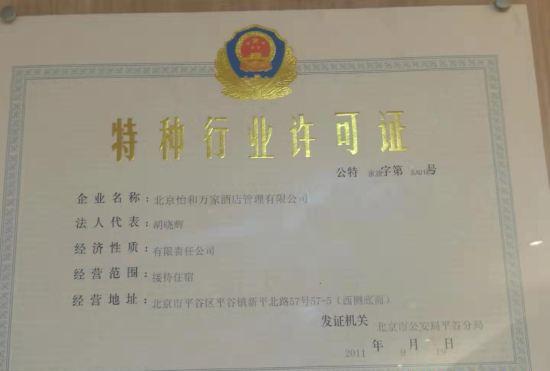 特种行业许可证
公特 旅馆字第 号
企业名称: 北京怡和万家酒店管理有限公司
法人代表: 胡晓辉
经济性质: 有限责任公司
经营范围: 接待住宿
经营地址: 北京市平谷区平谷镇新平北路57号57-5(西侧底商)
发证机关 北京市公安局平谷分局
2011 年 9 月 19 日